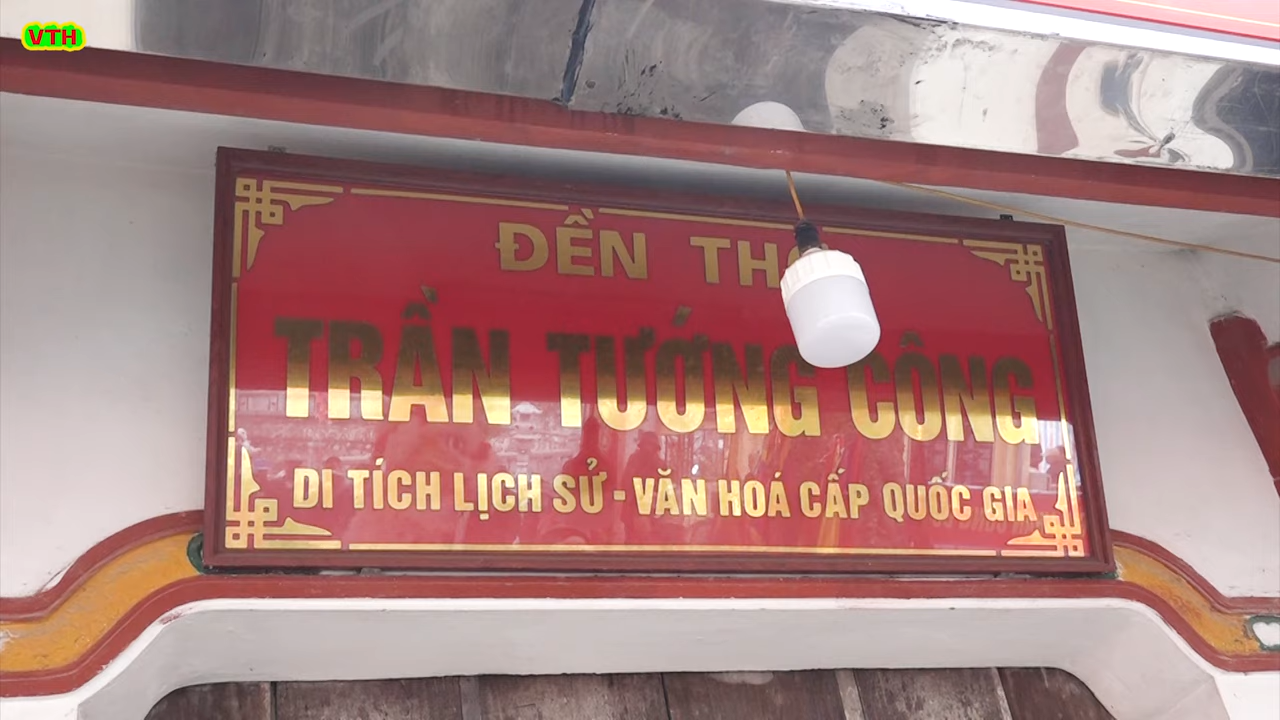 VTH
ĐỀN THỜ
TRẦN TƯỚNG CÔNG
DI TÍCH LỊCH SỬ - VĂN HOÁ CẤP QUỐC GIA